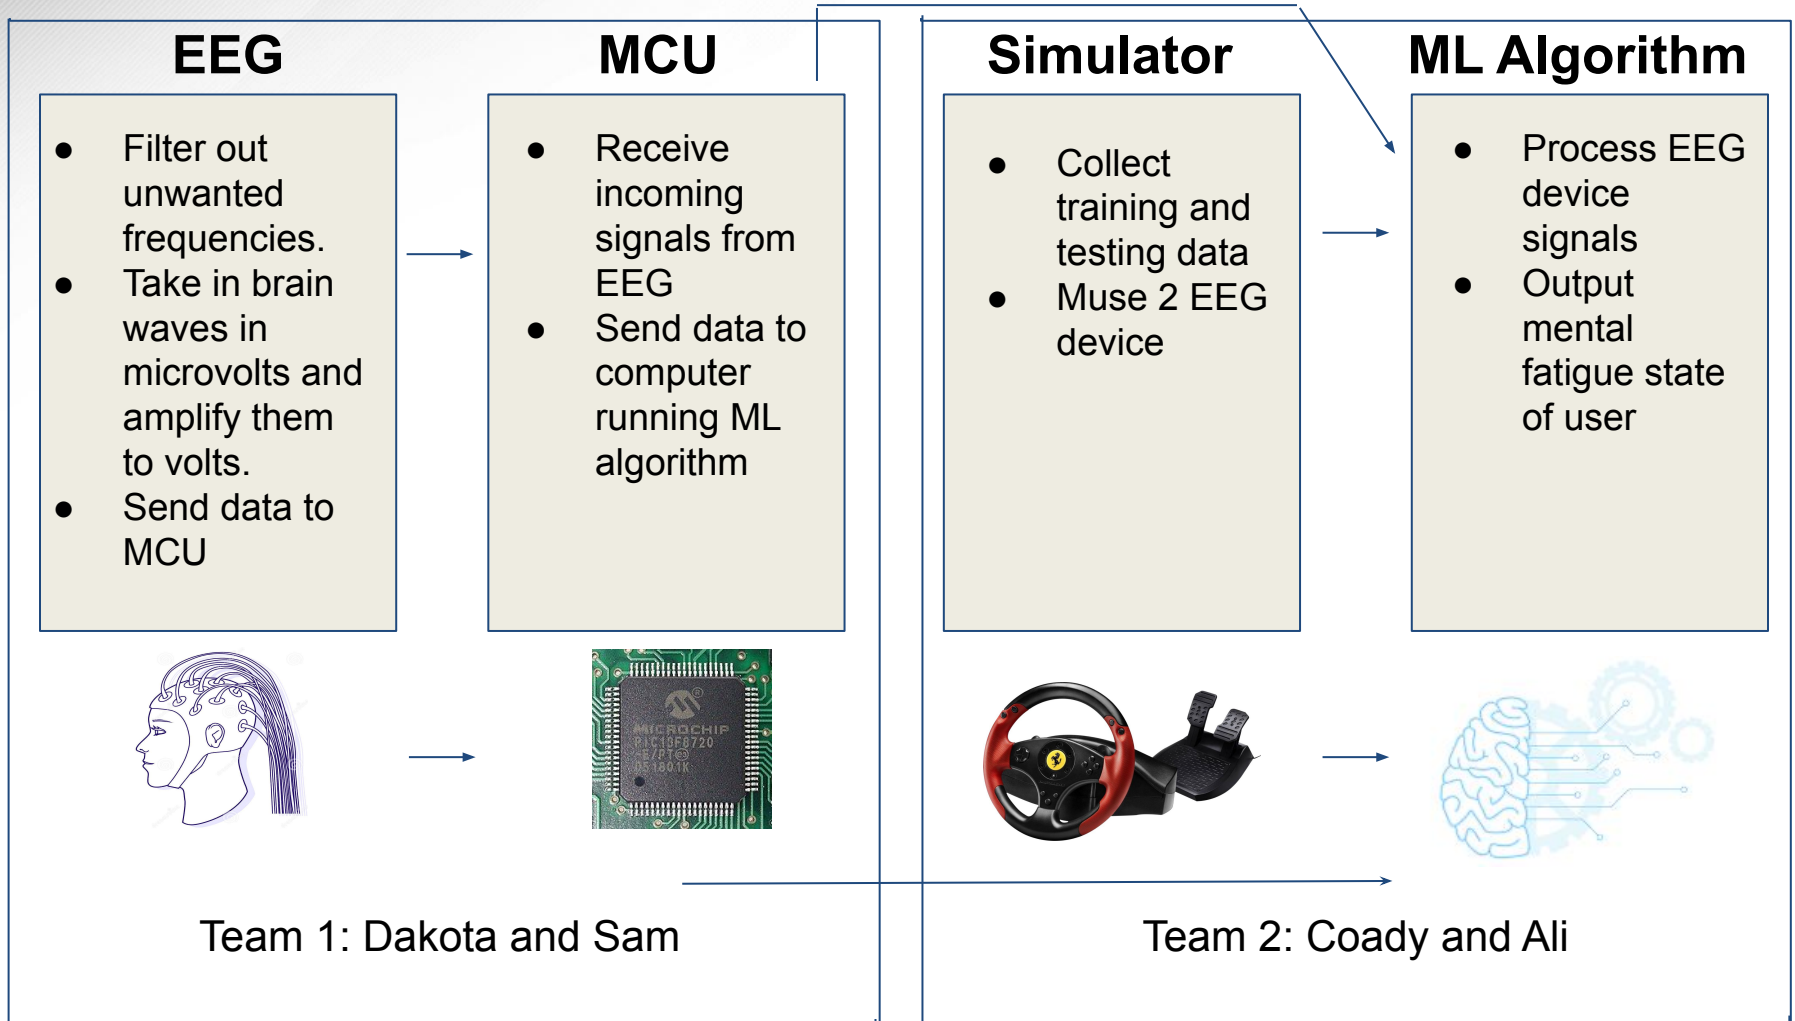 EEG
● Filter out
unwanted
frequencies.
● Take in brain
waves in
microvolts and
amplify them
to volts.
● Send data to
MCU
MCU
● Receive
incoming
signals from
EEG
● Send data to
computer
running ML
algorithm
MICROCHIP
Team 1: Dakota and Sam
Simulator
● Collect
training and
testing data
● Muse 2 EEG
device
ML Algorithm
● Process EEG
device
signals
● Output
mental
fatigue state
of user
Team 2: Coady and Ali